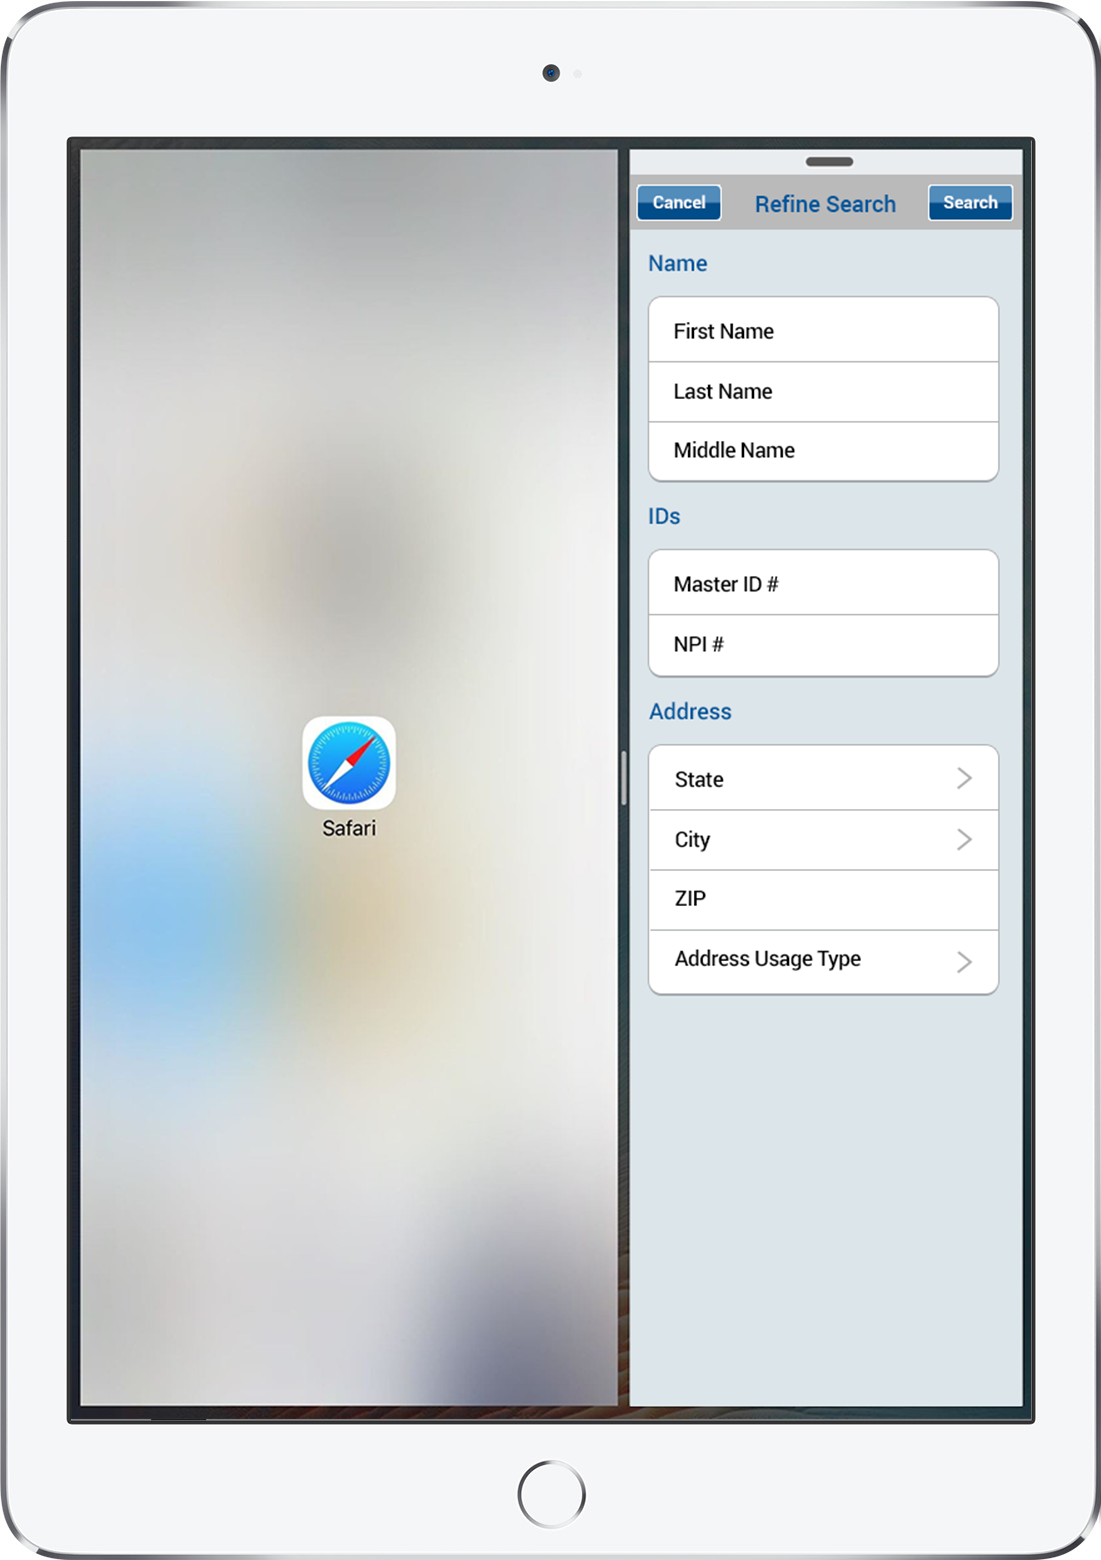 Cancel
Refine Search
Search
Name
First Name
Last Name
Middle Name
IDs
Master ID #
NPI #
Address
State
City
ZIP
Address Usage Type
Safari